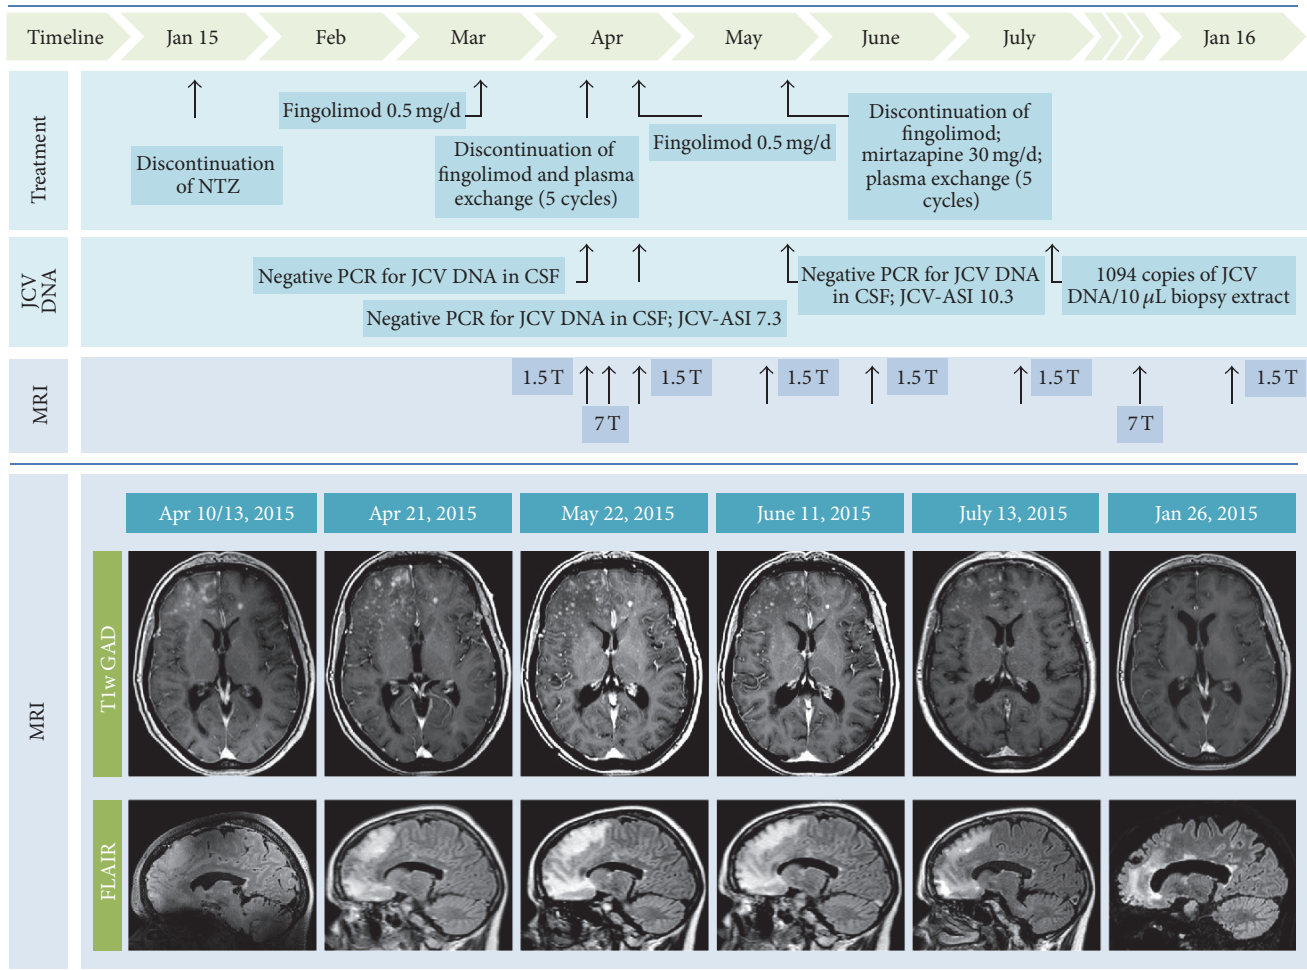 Timeline
Jan 15
Feb
Mar
Apr
May
June
July
Jan 16
Treatment
Discontinuation
of NTZ
Fingolimod 0.5 mg/d
Discontinuation of
fingolimod and plasma
exchange (5 cycles)
Fingolimod 0.5 mg/d
Discontinuation of
fingolimod;
mirtazapine 30 mg/d;
plasma exchange (5
cycles)
JCV
DNA
Negative PCR for JCV DNA in CSF
Negative PCR for JCV DNA in CSF; JCV-ASI 7.3
Negative PCR for JCV DNA
in CSF; JCV-ASI 10.3
1094 copies of JCV
DNA/10 μL biopsy extract
MRI
1.5 T
7 T
1.5 T
1.5 T
1.5 T
1.5 T
7 T
1.5 T
MRI
Apr 10/13, 2015
Apr 21, 2015
May 22, 2015
June 11, 2015
July 13, 2015
Jan 26, 2015
T1w GAD
FLAIR